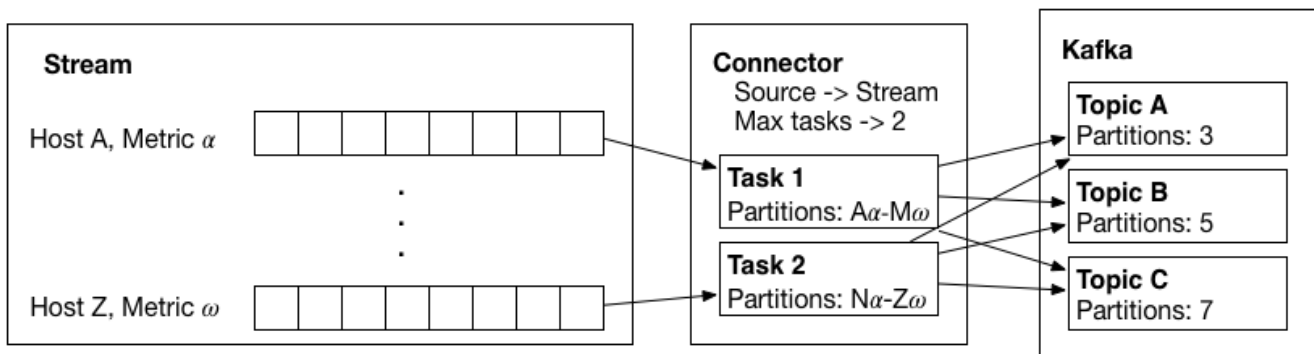 Stream
Host A, Metric α
.
.
.
Host Z, Metric ω
Connector
Source -> Stream
Max tasks -> 2
Task 1
Partitions: Aα-Mω
Task 2
Partitions: Nα-Zω
Kafka
Topic A
Partitions: 3
Topic B
Partitions: 5
Topic C
Partitions: 7